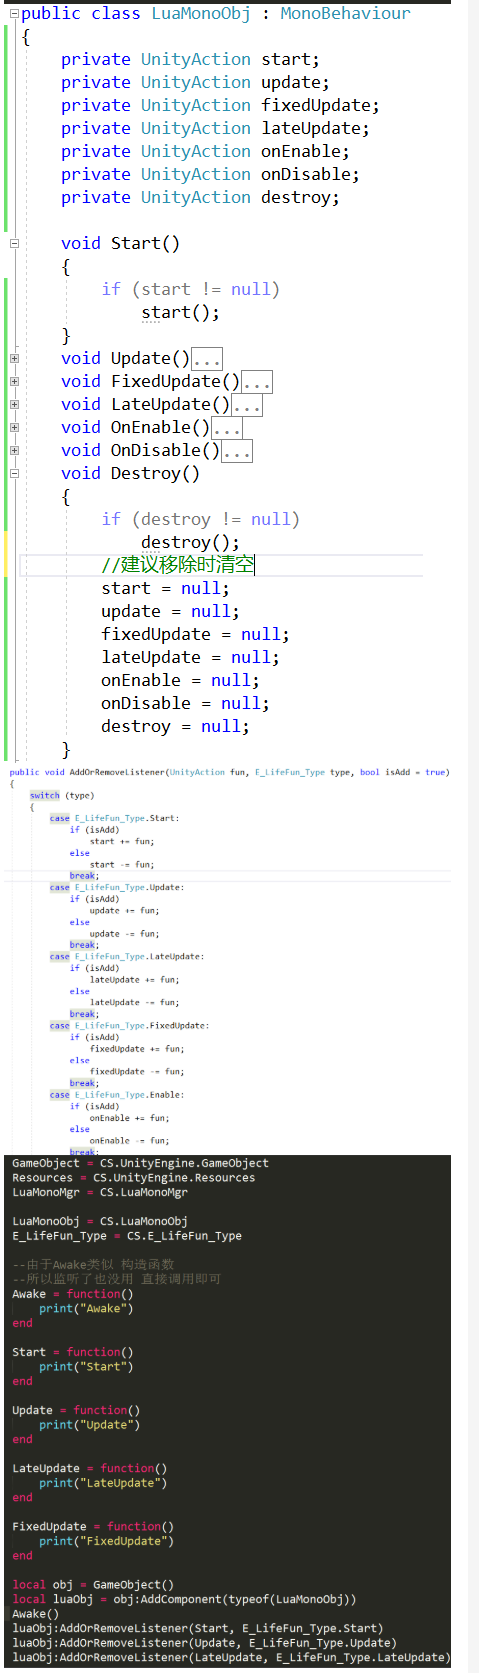 public class LuaMonoObj : MonoBehaviour
{
    private UnityAction start;
    private UnityAction update;
    private UnityAction fixedUpdate;
    private UnityAction lateUpdate;
    private UnityAction onEnable;
    private UnityAction onDisable;
    private UnityAction destroy;
    void Start()
    {
        if (start != null)
            start();
    }
    void Update()...
    void FixedUpdate()...
    void LateUpdate()...
    void OnEnable()...
    void OnDisable()...
    void Destroy()
    {
        if (destroy != null)
            destroy();
        //建议移除时清空
        start = null;
        update = null;
        fixedUpdate = null;
        lateUpdate = null;
        onEnable = null;
        onDisable = null;
        destroy = null;
    }
public void AddOrRemoveListener(UnityAction fun, E_LifeFun_Type type, bool isAdd = true)
{
    switch (type)
    {
        case E_LifeFun_Type.Start:
            if (isAdd)
                start += fun;
            else
                start -= fun;
            break;
        case E_LifeFun_Type.Update:
            if (isAdd)
                update += fun;
            else
                update -= fun;
            break;
        case E_LifeFun_Type.LateUpdate:
            if (isAdd)
                lateUpdate += fun;
            else
                lateUpdate -= fun;
            break;
        case E_LifeFun_Type.FixedUpdate:
            if (isAdd)
                fixedUpdate += fun;
            else
                fixedUpdate -= fun;
            break;
        case E_LifeFun_Type.Enable:
            if (isAdd)
                onEnable += fun;
            else
                onEnable -= fun;
            break;
GameObject = CS.UnityEngine.GameObject
Resources = CS.UnityEngine.Resources
LuaMonoMgr = CS.LuaMonoMgr
LuaMonoObj = CS.LuaMonoObj
E_LifeFun_Type = CS.E_LifeFun_Type
--由于Awake类似 构造函数
--所以监听了也没用 直接调用即可
Awake = function()
    print("Awake")
end
Start = function()
    print("Start")
end
Update = function()
    print("Update")
end
LateUpdate = function()
    print("LateUpdate")
end
FixedUpdate = function()
    print("FixedUpdate")
end
local obj = GameObject()
local luaObj = obj:AddComponent(typeof(LuaMonoObj))
Awake()
luaObj:AddOrRemoveListener(Start, E_LifeFun_Type.Start)
luaObj:AddOrRemoveListener(Update, E_LifeFun_Type.Update)
luaObj:AddOrRemoveListener(LateUpdate, E_LifeFun_Type.LateUpdate)